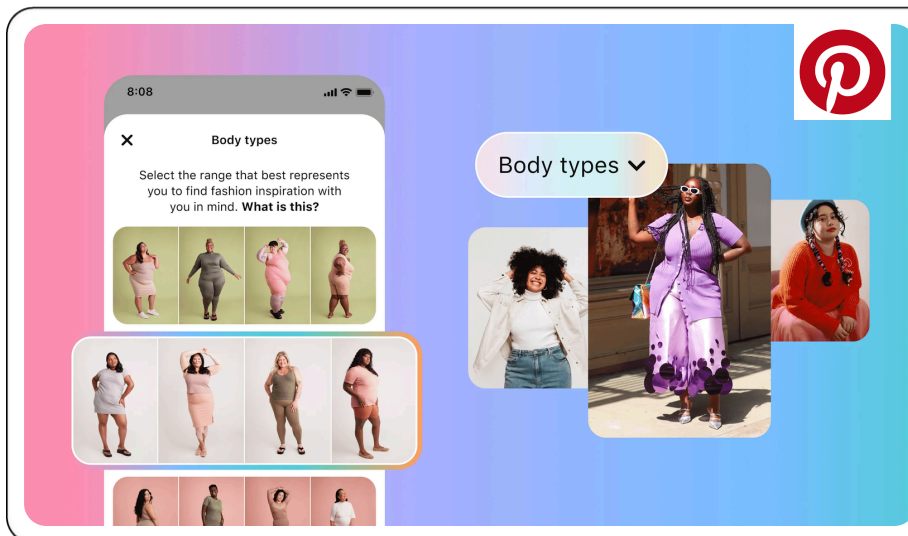 8:08
Body types
Select the range that best represents
you to find fashion inspiration with
you in mind. What is this?
Body types